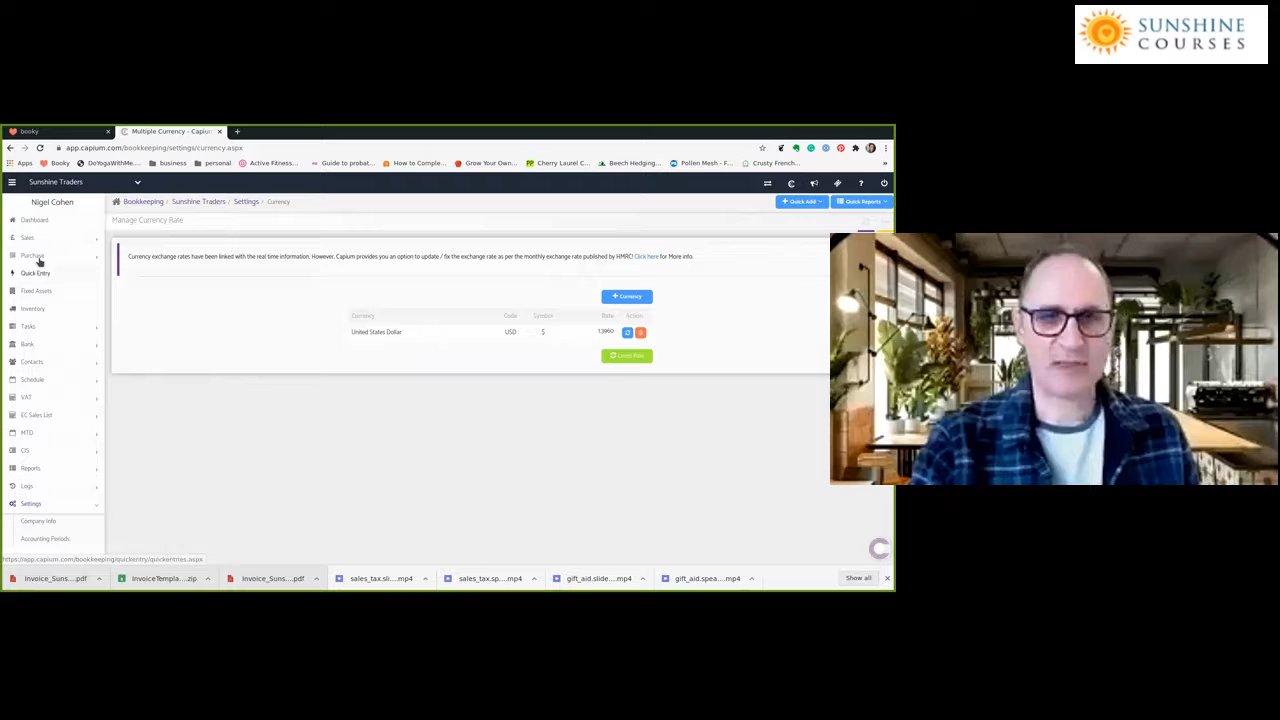 SUNSHINE
COURSES
booky
Multiple Currency - Capium
app.capium.com/bookkeeping/settings/currency.aspx
Apps Booky DoYogaWithMe... business personal Active Fitness... Guide to probat... How to Comple... Grow Your Own... Cherry Laurel C... Beech Hedging... Pollen Mesh - F... Crusty French...
Sunshine Traders
Nigel Cohen
Bookkeeping / Sunshine Traders / Settings / Currency
+ Quick Add
Quick Reports
Manage Currency Rate
Dashboard
Sales
Purchase
Quick Entry
Fixed Assets
Inventory
Tasks
Bank
Contacts
Schedule
VAT
EC Sales List
MTD
CIS
Reports
Logs
Settings
Company Info
Accounting Periods
Currency exchange rates have been linked with the real time information. However, Capium provides you an option to update / fix the exchange rate as per the monthly exchange rate published by HMRC! Click here for More info.
+ Currency
Currency Code Symbol Rate Action
United States Dollar USD $ 1.3960
https://app.capium.com/bookkeeping/quickentry/quickentries.aspx
Invoice_Suns....pdf InvoiceTempla....zip Invoice_Suns....pdf sales_tax.sli....mp4 sales_tax.sp....mp4 gift_aid.slide....mp4 gift_aid.spea....mp4 Show all